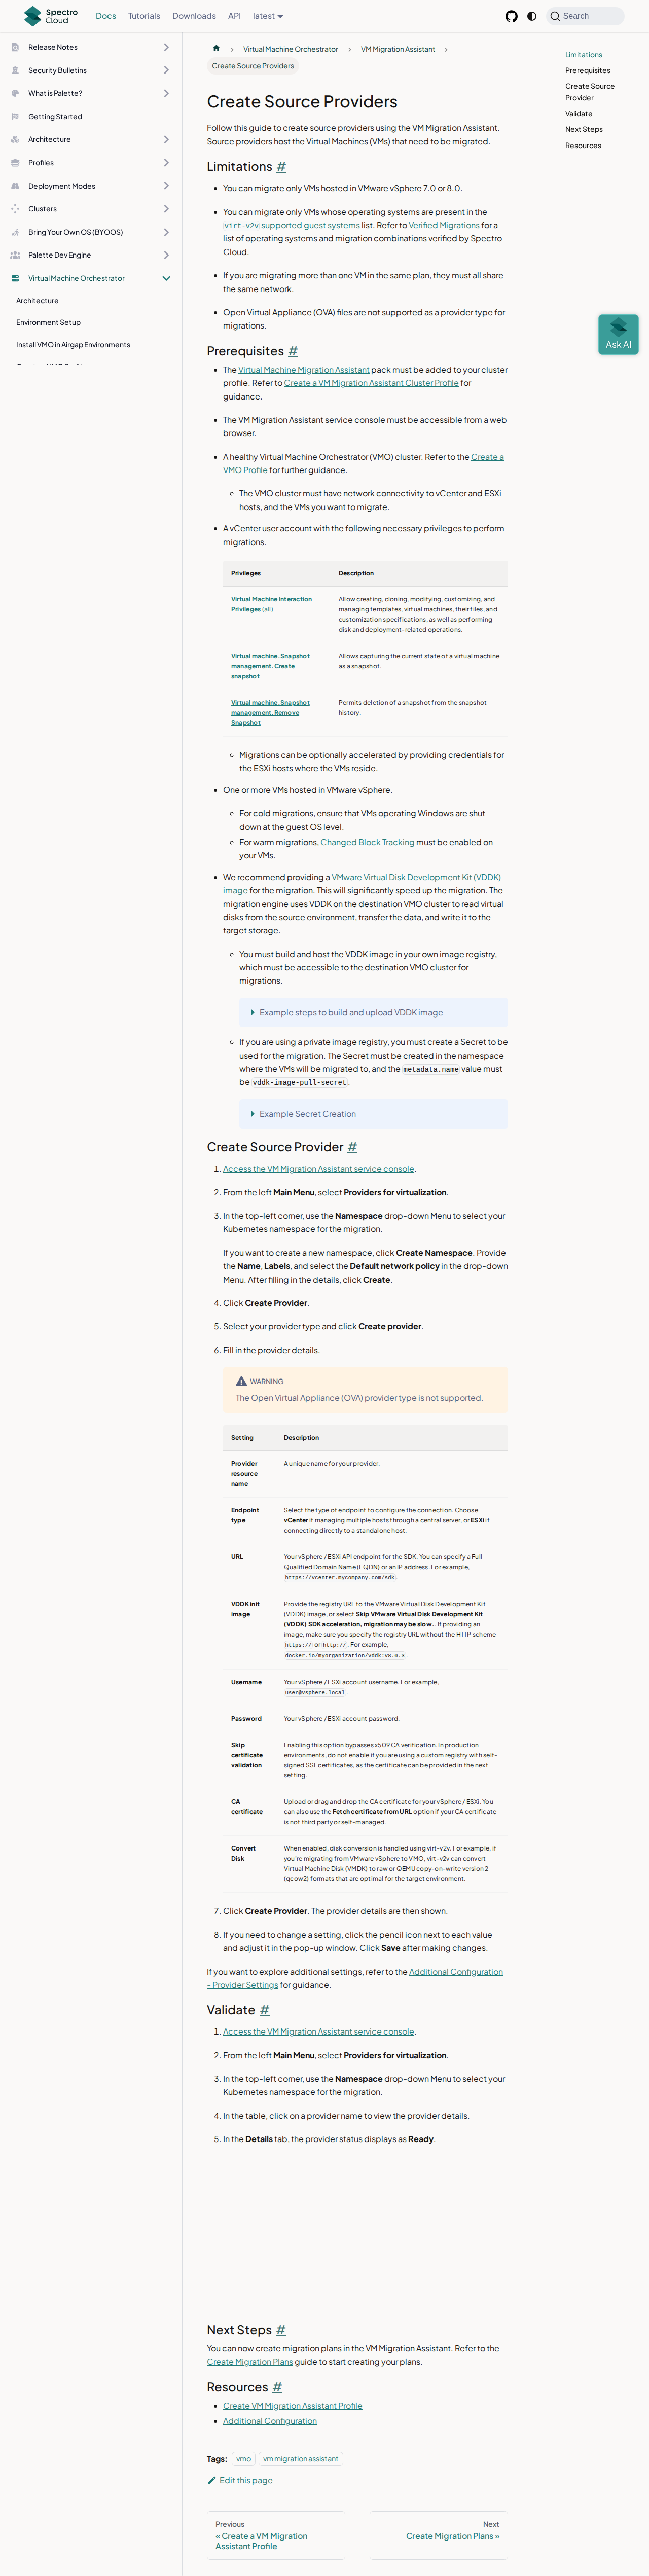 Spectro Cloud
Docs
Tutorials
Downloads
API
latest
Search
Release Notes
Security Bulletins
What is Palette?
Getting Started
Architecture
Profiles
Deployment Modes
Clusters
Bring Your Own OS (BYOOS)
Palette Dev Engine
Virtual Machine Orchestrator
Architecture
Environment Setup
Install VMO in Airgap Environments
Virtual Machine Orchestrator
VM Migration Assistant
Create Source Providers
Limitations
Prerequisites
Create Source
Provider
Validate
Next Steps
Resources
Ask AI
Create Source Providers
Follow this guide to create source providers using the VM Migration Assistant.
Source providers host the Virtual Machines (VMs) that need to be migrated.
Limitations #
• You can migrate only VMs hosted in VMware vSphere 7.0 or 8.0.
• You can migrate only VMs whose operating systems are present in the
virt-v2v supported guest systems list. Refer to Verified Migrations for a
list of operating systems and migration combinations verified by Spectro
Cloud.
• If you are migrating more than one VM in the same plan, they must all share
the same network.
• Open Virtual Appliance (OVA) files are not supported as a provider type for
migrations.
Prerequisites #
• The Virtual Machine Migration Assistant pack must be added to your cluster
profile. Refer to Create a VM Migration Assistant Cluster Profile for
guidance.
• The VM Migration Assistant service console must be accessible from a web
browser.
• A healthy Virtual Machine Orchestrator (VMO) cluster. Refer to the Create a
VMO Profile for further guidance.
◦ The VMO cluster must have network connectivity to vCenter and ESXi
hosts, and the VMs you want to migrate.
• A vCenter user account with the following necessary privileges to perform
migrations.
Privileges
Description
Virtual Machine Interaction
Privileges (all)
Allow creating, cloning, modifying, customizing, and
managing templates, virtual machines, their files, and
customization specifications, as well as performing
disk and deployment-related operations.
Virtual machine. Snapshot
management. Create
snapshot
Allows capturing the current state of a virtual machine
as a snapshot.
Virtual machine. Snapshot
management. Remove
Snapshot
Permits deletion of a snapshot from the snapshot
history.
◦ Migrations can be optionally accelerated by providing credentials for
the ESXi hosts where the VMs reside.
• One or more VMs hosted in VMware vSphere.
◦ For cold migrations, ensure that VMs operating Windows are shut
down at the guest OS level.
◦ For warm migrations, Changed Block Tracking must be enabled on
your VMs.
• We recommend providing a VMware Virtual Disk Development Kit (VDDK)
image for the migration. This will significantly speed up the migration. The
migration engine uses VDDK on the destination VMO cluster to read virtual
disks from the source environment, transfer the data, and write it to the
target storage.
◦ You must build and host the VDDK image in your own image registry,
which must be accessible to the destination VMO cluster for
migrations.
Example steps to build and upload VDDK image
◦ If you are using a private image registry, you must create a Secret to be
used for the migration. The Secret must be created in the namespace
where the VMs will be migrated to, and the metadata.name value must
be vddk-image-pull-secret.
Example Secret Creation
Create Source Provider #
1. Access the VM Migration Assistant service console.
2. From the left Main Menu, select Providers for virtualization.
3. In the top-left corner, use the Namespace drop-down Menu to select your
Kubernetes namespace for the migration.
If you want to create a new namespace, click Create Namespace. Provide
the Name, Labels, and select the Default network policy in the drop-down
Menu. After filling in the details, click Create.
4. Click Create Provider.
5. Select your provider type and click Create provider.
6. Fill in the provider details.
WARNING
The Open Virtual Appliance (OVA) provider type is not supported.
Setting
Description
Provider
resource
name
A unique name for your provider.
Endpoint
type
Select the type of endpoint to configure the connection. Choose
vCenter if managing multiple hosts through a central server, or ESXi if
connecting directly to a standalone host.
URL
Your vSphere / ESXi API endpoint for the SDK. You can specify a Full
Qualified Domain Name (FQDN) or an IP address. For example,
https://vcenter.mycompany.com/sdk.
VDDK init
image
Provide the registry URL to the VMware Virtual Disk Development Kit
(VDDK) image, or select Skip VMware Virtual Disk Development Kit
(VDDK) SDK acceleration, migration may be slow.. If providing an
image, make sure you specify the registry URL without the HTTP scheme
https:// or http://. For example,
docker.io/myorganization/vddk:v8.0.3.
Username
Your vSphere / ESXi account username. For example,
user@vsphere.local.
Password
Your vSphere / ESXi account password.
Skip
certificate
validation
Enabling this option bypasses x509 CA verification. In production
environments, do not enable if you are using a custom registry with self-
signed SSL certificates, as the certificate can be provided in the next
setting.
CA
certificate
Upload or drag and drop the CA certificate for your vSphere / ESXi. You
can also use the Fetch certificate from URL option if your CA certificate
is not third party or self-managed.
Convert
Disk
When enabled, disk conversion is handled using virt-v2v. For example, if
you're migrating from VMware vSphere to VMO, virt-v2v can convert
Virtual Machine Disk (VMDK) to raw or QEMU copy-on-write version 2
(qcow2) formats that are optimal for the target environment.
7. Click Create Provider. The provider details are then shown.
8. If you need to change a setting, click the pencil icon next to each value
and adjust it in the pop-up window. Click Save after making changes.
If you want to explore additional settings, refer to the Additional Configuration
- Provider Settings for guidance.
Validate #
1. Access the VM Migration Assistant service console.
2. From the left Main Menu, select Providers for virtualization.
3. In the top-left corner, use the Namespace drop-down Menu to select your
Kubernetes namespace for the migration.
4. In the table, click on a provider name to view the provider details.
5. In the Details tab, the provider status displays as Ready.
Next Steps #
You can now create migration plans in the VM Migration Assistant. Refer to the
Create Migration Plans guide to start creating your plans.
Resources #
• Create VM Migration Assistant Profile
• Additional Configuration
Tags: vmo vm migration assistant
Edit this page
Previous
« Create a VM Migration
Assistant Profile
Next
Create Migration Plans »